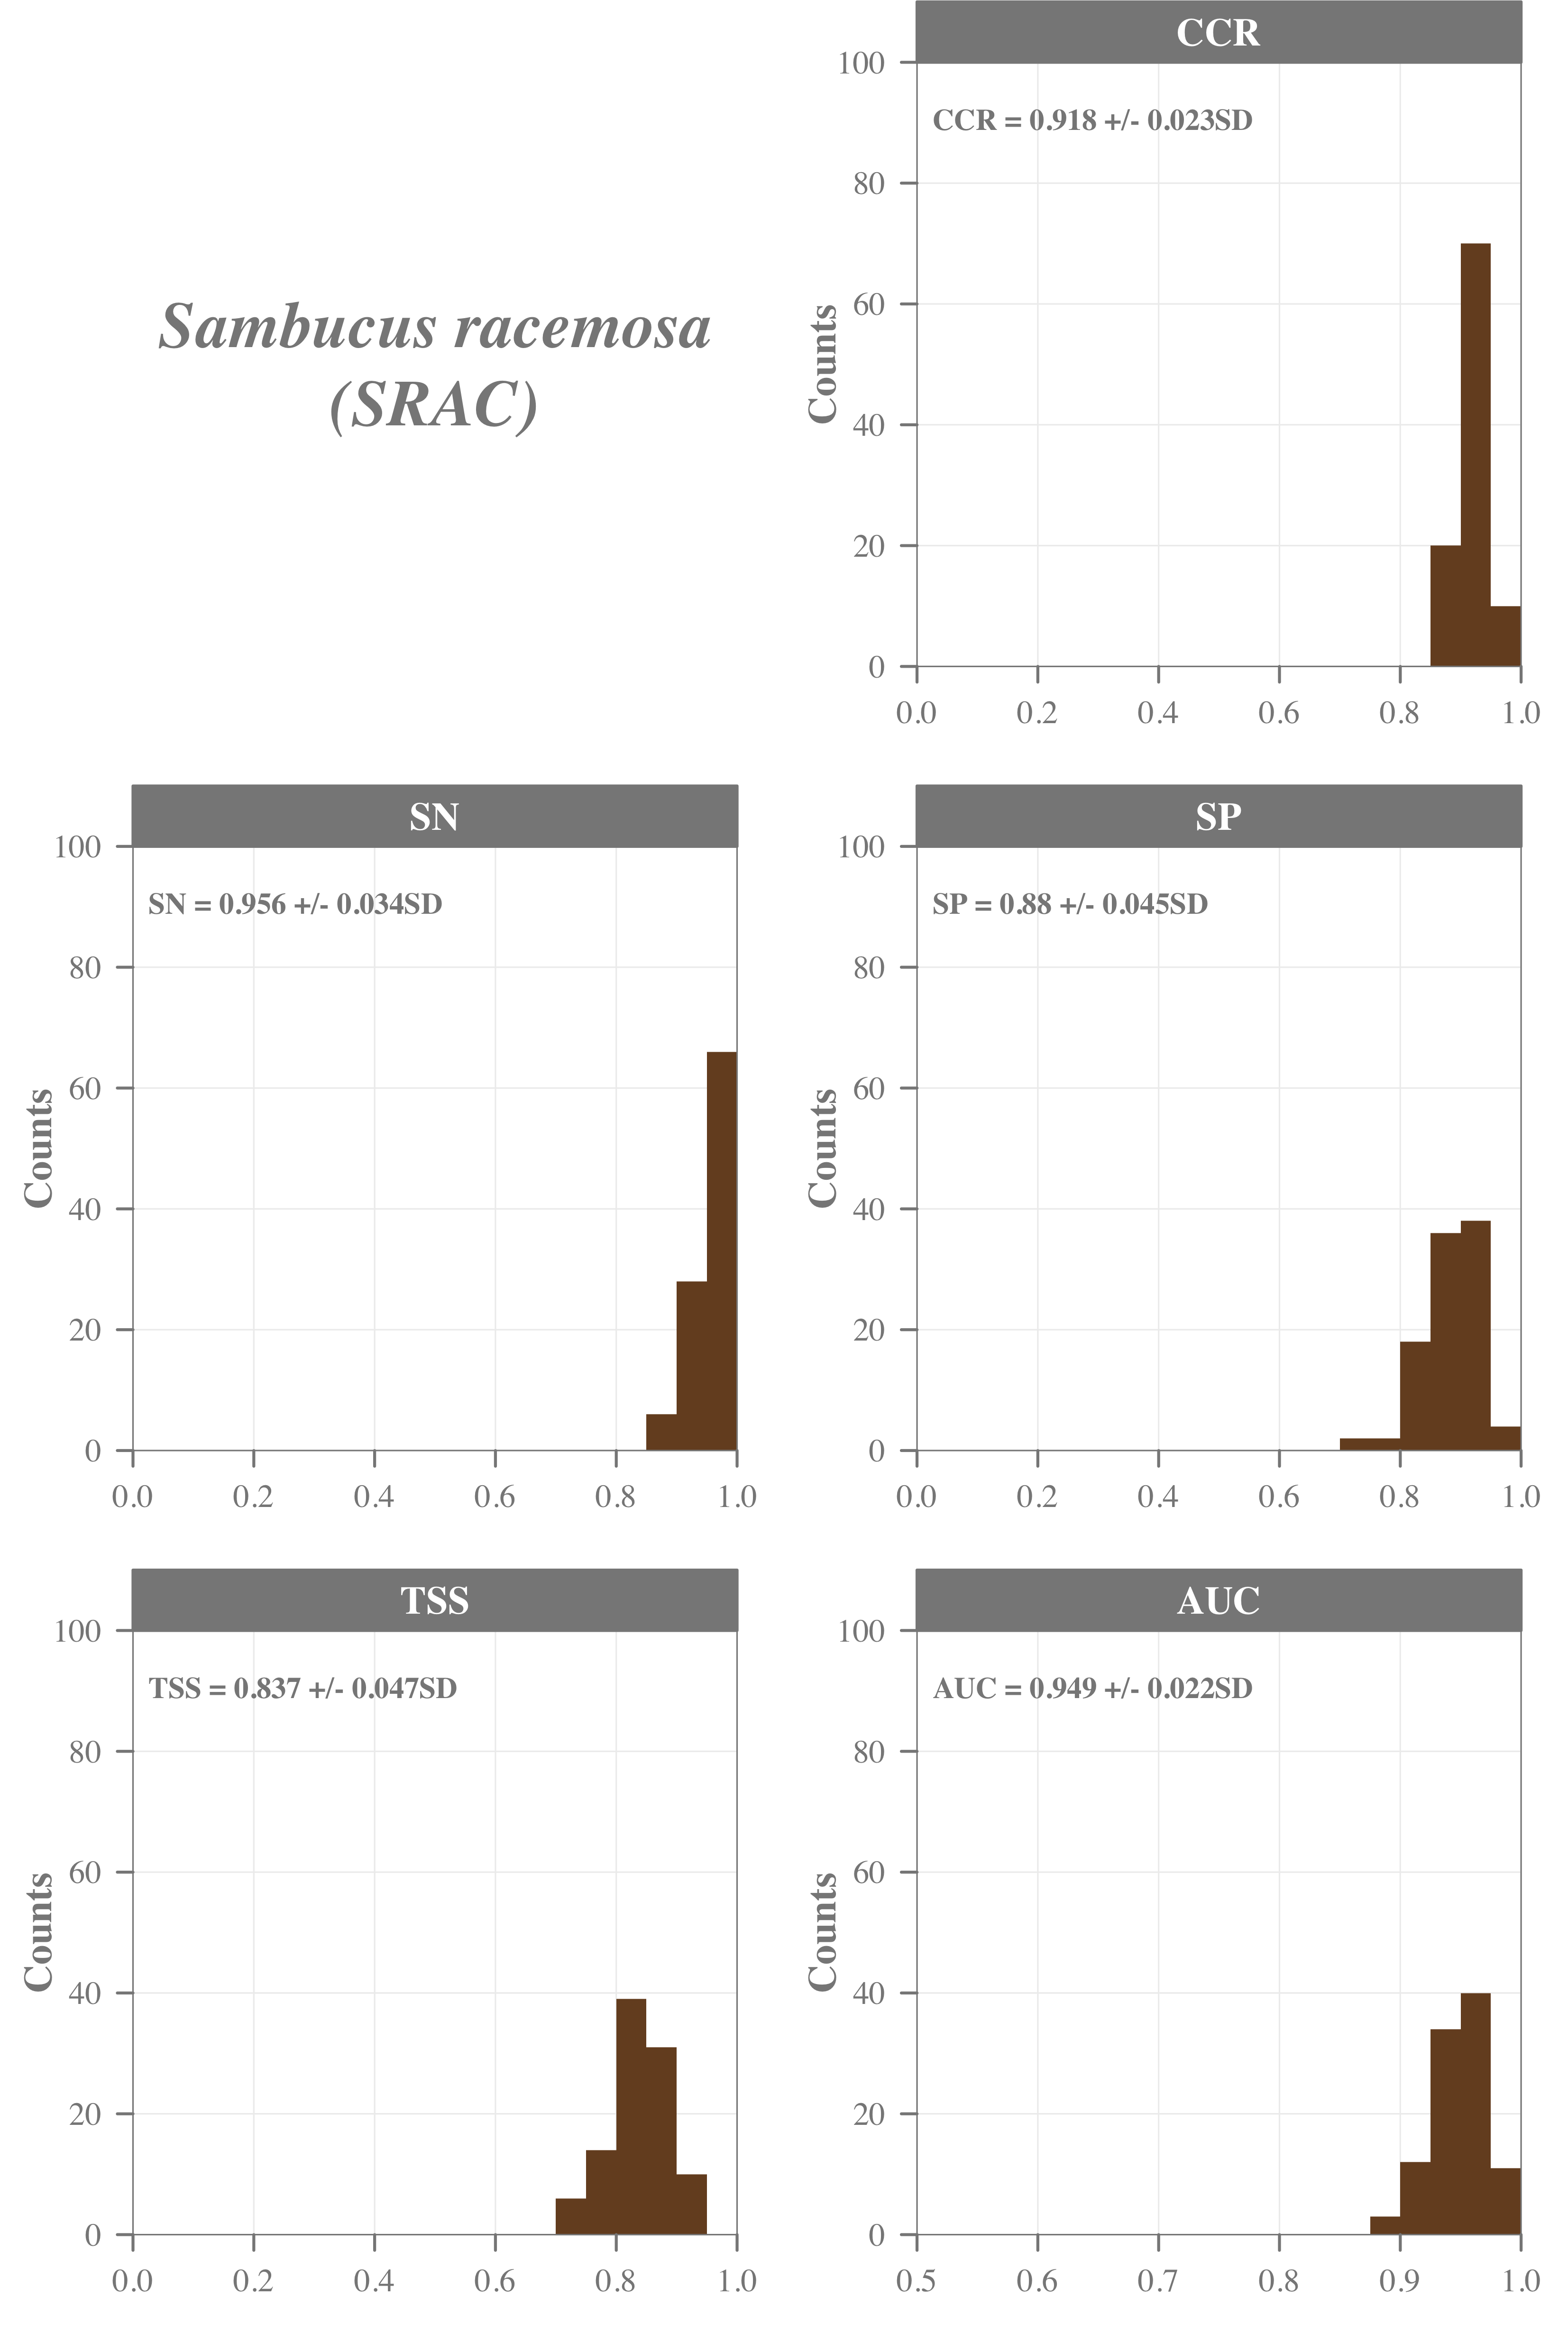 Sambucus racemosa
(SRAC)
CCR
CCR = 0.918 +/- 0.023SD
Counts
100
80
60
40
20
0
0.0 0.2 0.4 0.6 0.8 1.0
SN
SN = 0.956 +/- 0.034SD
Counts
100
80
60
40
20
0
0.0 0.2 0.4 0.6 0.8 1.0
SP
SP = 0.88 +/- 0.045SD
Counts
100
80
60
40
20
0
0.0 0.2 0.4 0.6 0.8 1.0
TSS
TSS = 0.837 +/- 0.047SD
Counts
100
80
60
40
20
0
0.0 0.2 0.4 0.6 0.8 1.0
AUC
AUC = 0.949 +/- 0.022SD
Counts
100
80
60
40
20
0
0.5 0.6 0.7 0.8 0.9 1.0